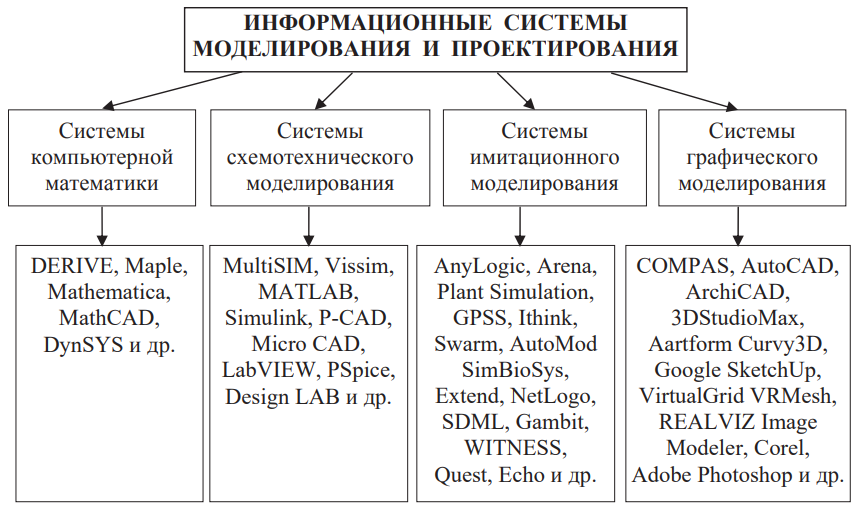 ИНФОРМАЦИОННЫЕ СИСТЕМЫ
МОДЕЛИРОВАНИЯ И ПРОЕКТИРОВАНИЯ
Системы
компьютерной
математики
Системы
схемотехнического
моделирования
Системы
имитационного
моделирования
Системы
графического
моделирования
DERIVE, Maple,
Mathematica,
MathCAD,
DynSYS и др.
MultiSIM, Vissim,
MATLAB,
Simulink, P-CAD,
Micro CAD,
LabVIEW, PSpice,
Design LAB и др.
AnyLogic, Arena,
Plant Simulation,
GPSS, Ithink,
Swarm, AutoMod
SimBioSys,
Extend, NetLogo,
SDML, Gambit,
WITNESS,
Quest, Echo и др.
COMPAS, AutoCAD,
ArchiCAD,
3DStudioMax,
Aartform Curvy3D,
Google SketchUp,
VirtualGrid VRMesh,
REALVIZ Image
Modeler, Corel,
Adobe Photoshop и др.